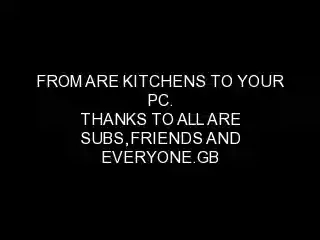 FROM ARE KITCHENS TO YOUR
PC.
THANKS TO ALL ARE
SUBS,FRIENDS AND
EVERYONE.GB